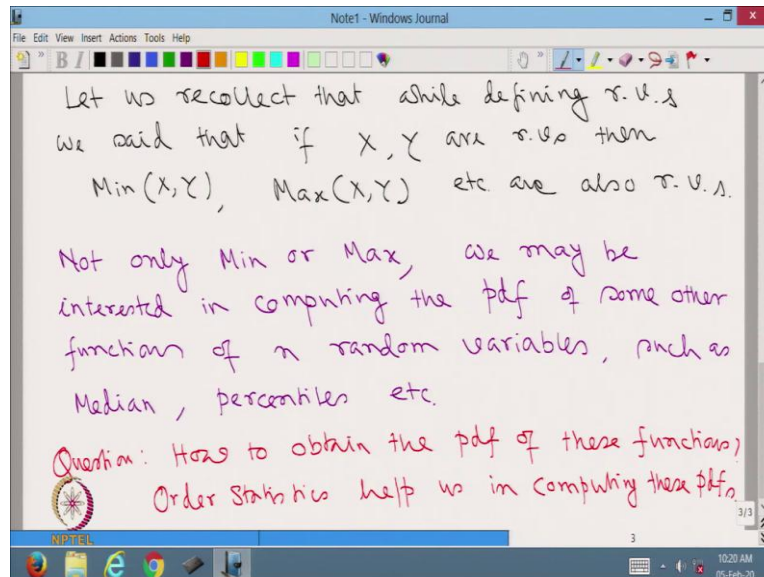 Note1 - Windows Journal
File Edit View Insert Actions Tools Help
B I
Let us recollect that while defining r.v.s
we said that if X, Y are r.vs then
Min(X,Y), Max(X,Y) etc. are also r.v.s.
Not only Min or Max, we may be
interested in computing the pdf of some other
functions of n random variables, such as
Median, percentiles etc.
Question: How to obtain the pdf of these functions?
Order Statistics help us in computing these pdfs.
3/3
NPTEL
3
10:20 AM
05-Feb-20